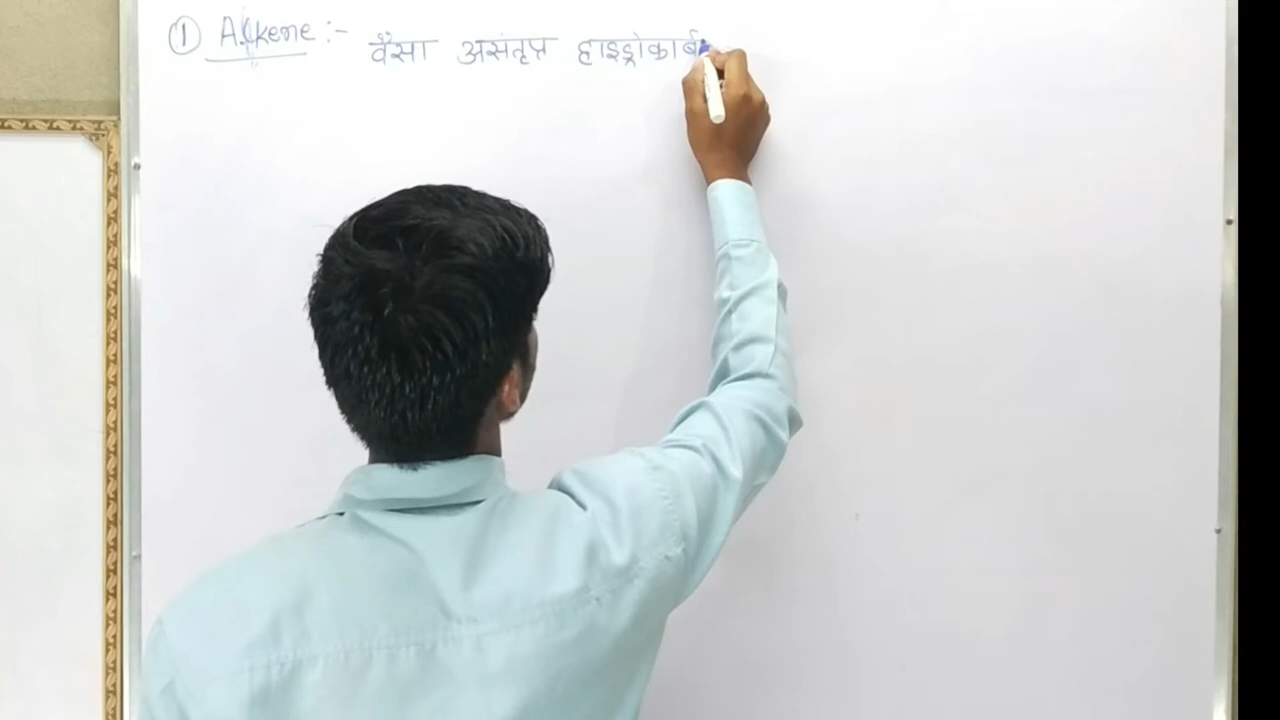 ① Alkene :- वैसा असंतृप्त हाइड्रोकार्ब